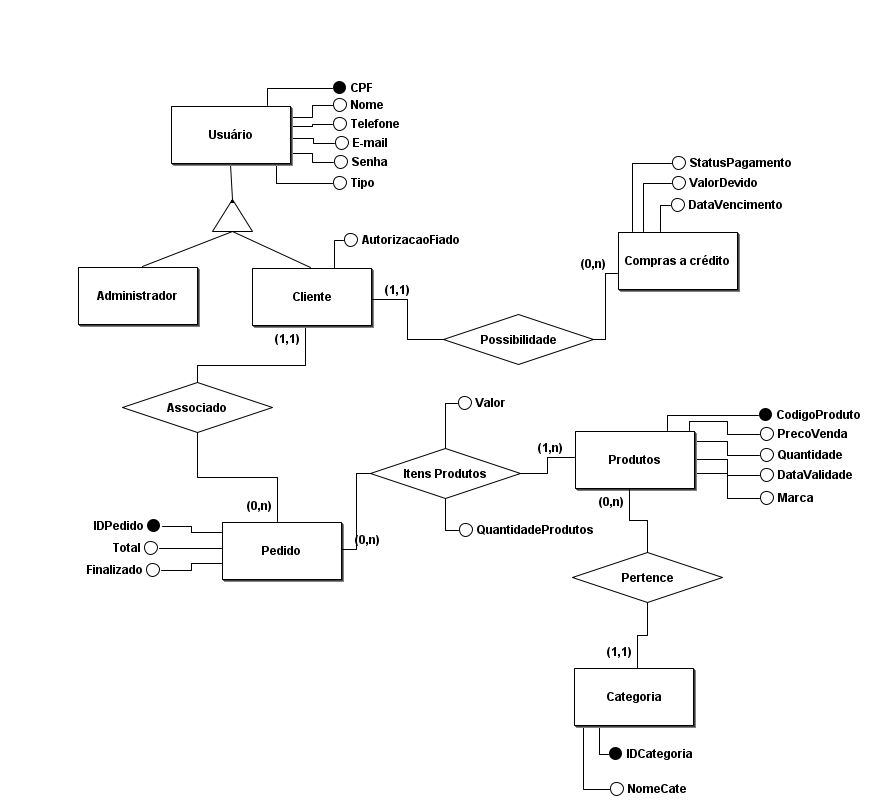 CPF
Nome
Usuário
Telefone
E-mail
Senha
Tipo
StatusPagamento
ValorDevido
DataVencimento
AutorizacaoFiado
Compras a crédito
(0,n)
Administrador
Cliente
(1,1)
(1,1)
Possibilidade
Associado
Valor
CodigoProduto
PrecoVenda
(1,n)
Quantidade
Produtos
Itens Produtos
DataValidade
Marca
(0,n)
(0,n)
IDPedido
QuantidadeProdutos
(0,n)
Total
Pedido
Finalizado
Pertence
(1,1)
Categoria
IDCategoria
NomeCate